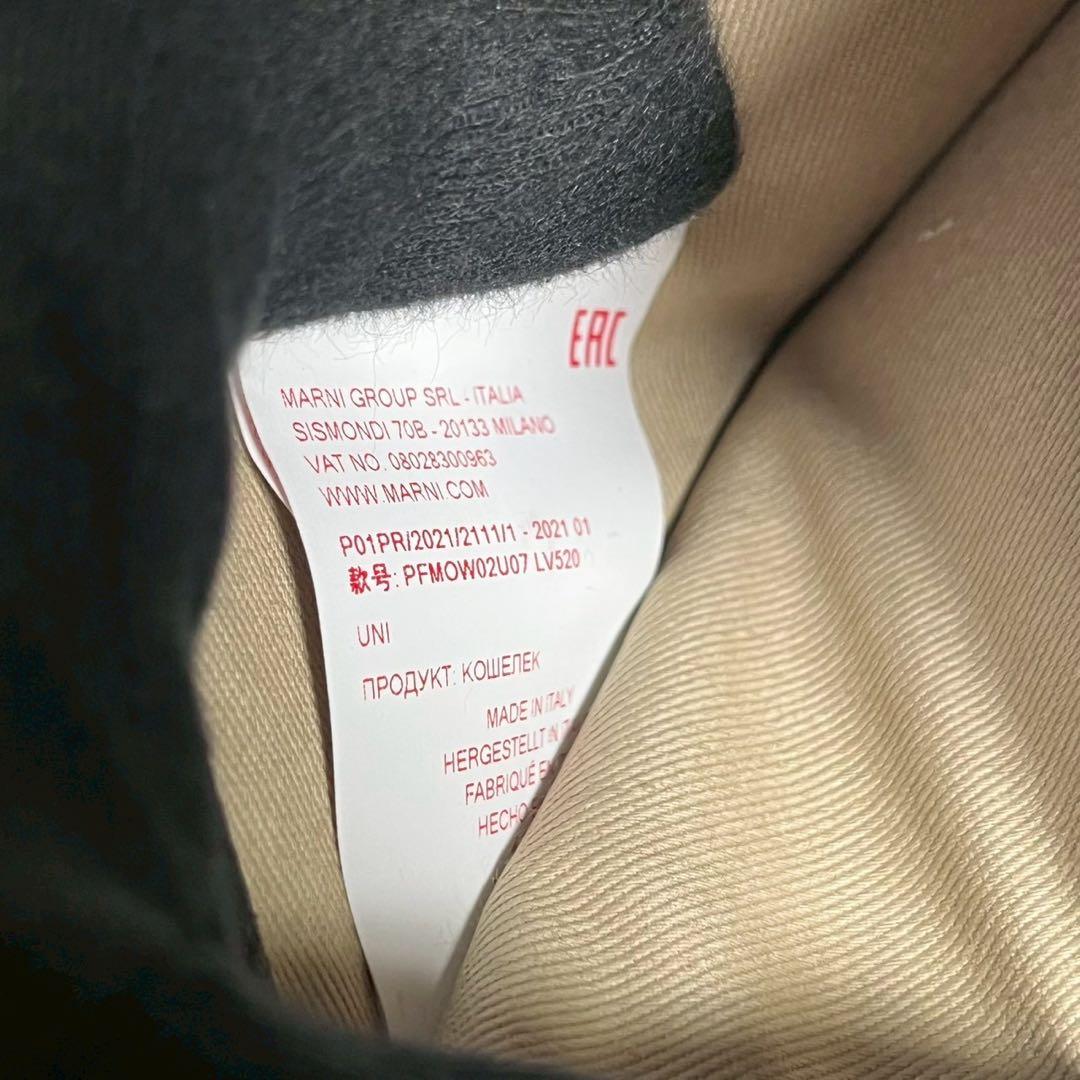 EAC
MARNI GROUP SRL - ITALIA
SISMONDI 70B - 20133 MILANO
VAT NO. 08028300963
WWW.MARNI.COM
P01PR/2021/2111/1 - 2021 01
款号: PFMOW02U07 LV520
UNI
ПРОДУКТ: КОШЕЛЕК
MADE IN ITALY
HERGESTELLT IN
FABRIQUÉ EN
HECHO